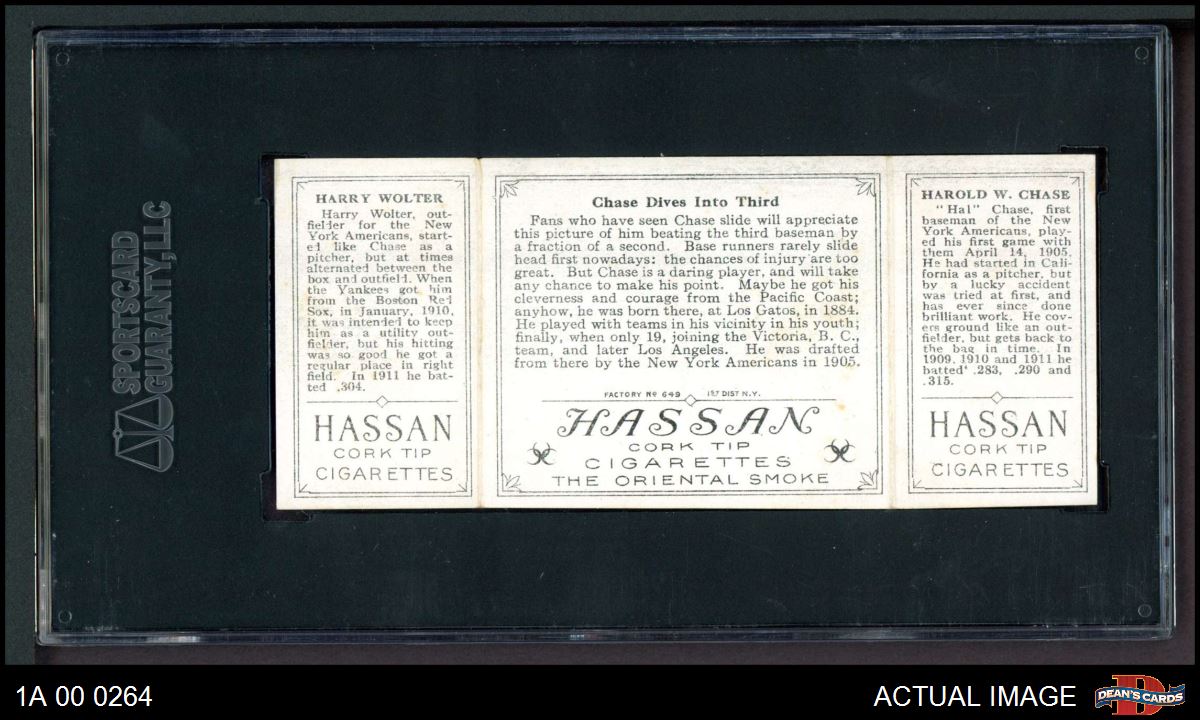 SPORTSCARD
GUARANTY, LLC
HARRY WOLTER
Harry Wolter, out-
fielder for the New
York Americans, start-
ed like Chase as a
pitcher, but at times
alternated between the
box and outfield. When
the Yankees got him
from the Boston Red
Sox, in January, 1910,
it was intended to keep
him as a utility out-
fielder, but his hitting
was so good he got a
regular place in right
field. In 1911 he bat-
ted .304.
HASSAN
CORK TIP
CIGARETTES
Chase Dives Into Third
Fans who have seen Chase slide will appreciate
this picture of him beating the third baseman by
a fraction of a second. Base runners rarely slide
head first nowadays: the chances of injury are too
great. But Chase is a daring player, and will take
any chance to make his point. Maybe he got his
cleverness and courage from the Pacific Coast;
anyhow, he was born there, at Los Gatos, in 1884.
He played with teams in his vicinity in his youth;
finally, when only 19, joining the Victoria, B. C.,
team, and later Los Angeles. He was drafted
from there by the New York Americans in 1905.
FACTORY No 649 1ST DIST N.Y.
HASSAN
CORK TIP
CIGARETTES
THE ORIENTAL SMOKE
HAROLD W. CHASE
"Hal" Chase, first
baseman of the New
York Americans, play-
ed his first game with
them April 14, 1905.
He had started in Cali-
fornia as a pitcher, but
by a lucky accident
was tried at first, and
has ever since done
brilliant work. He cov-
ers ground like an out-
fielder, but gets back to
the bag in time. In
1909, 1910 and 1911 he
batted .283, .290 and
.315.
HASSAN
CORK TIP
CIGARETTES
1A 00 0264
ACTUAL IMAGE
DEAN'S CARDS